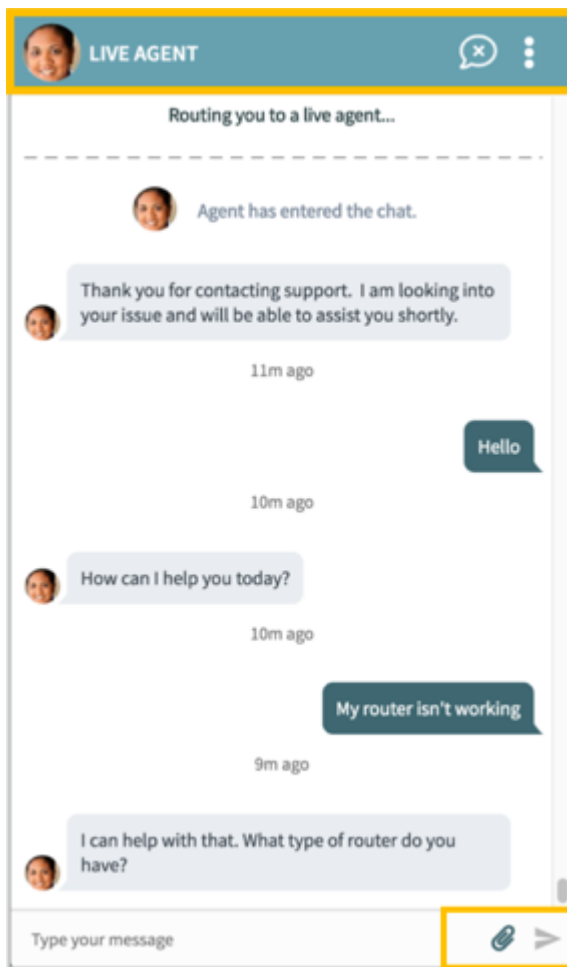 LIVE AGENT
Routing you to a live agent...
Agent has entered the chat.
Thank you for contacting support. I am looking into
your issue and will be able to assist you shortly.
11m ago
Hello
10m ago
How can I help you today?
10m ago
My router isn't working
9m ago
I can help with that. What type of router do you
have?
Type your message